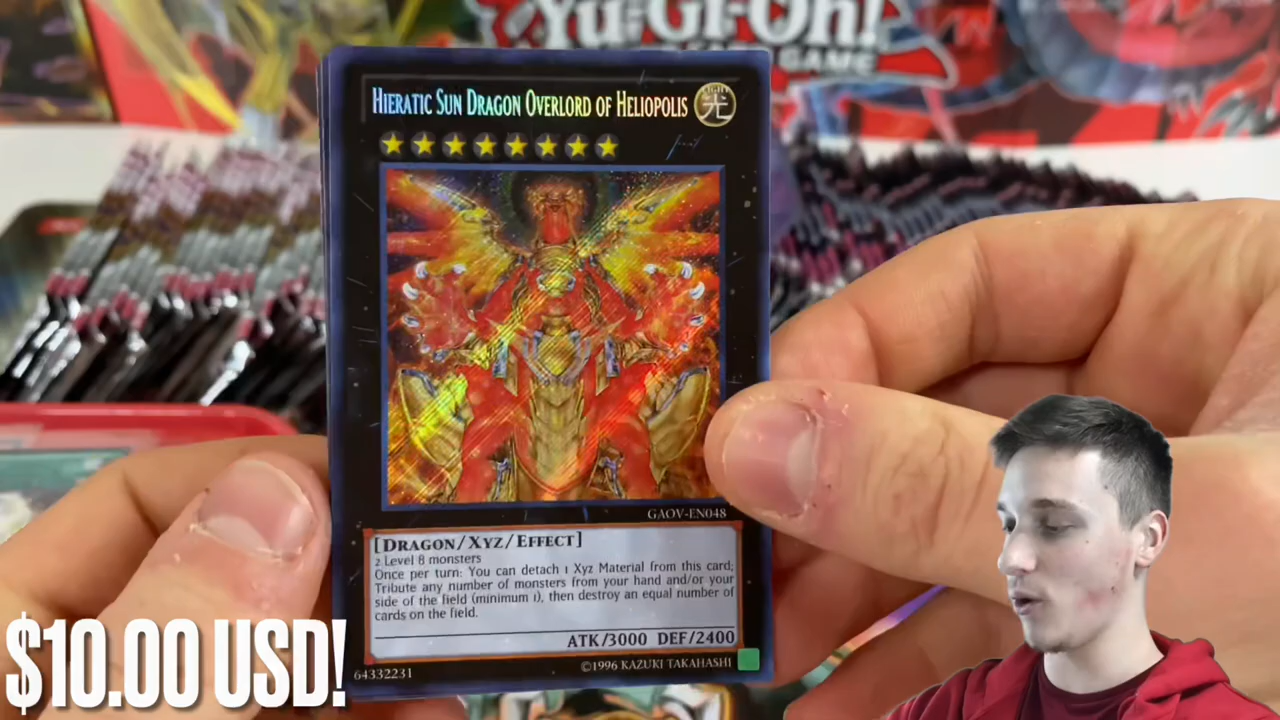 Yu-Gi-Oh!
GAME
HIERATIC SUN DRAGON OVERLORD OF HELIOPOLIS
LIGHT
光
GAOV-EN048
[DRAGON/XYZ/EFFECT]
2 Level 8 monsters
Once per turn: You can detach 1 Xyz Material from this card;
Tribute any number of monsters from your hand and/or your
side of the field (minimum 1), then destroy an equal number of
cards on the field.
ATK/3000 DEF/2400
64332231
©1996 KAZUKI TAKAHASHI
$10.00 USD!